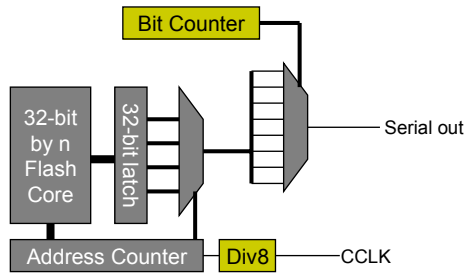 Bit Counter
32-bit
by n
Flash
Core
32-bit latch
Serial out
Address Counter
Div8
CCLK